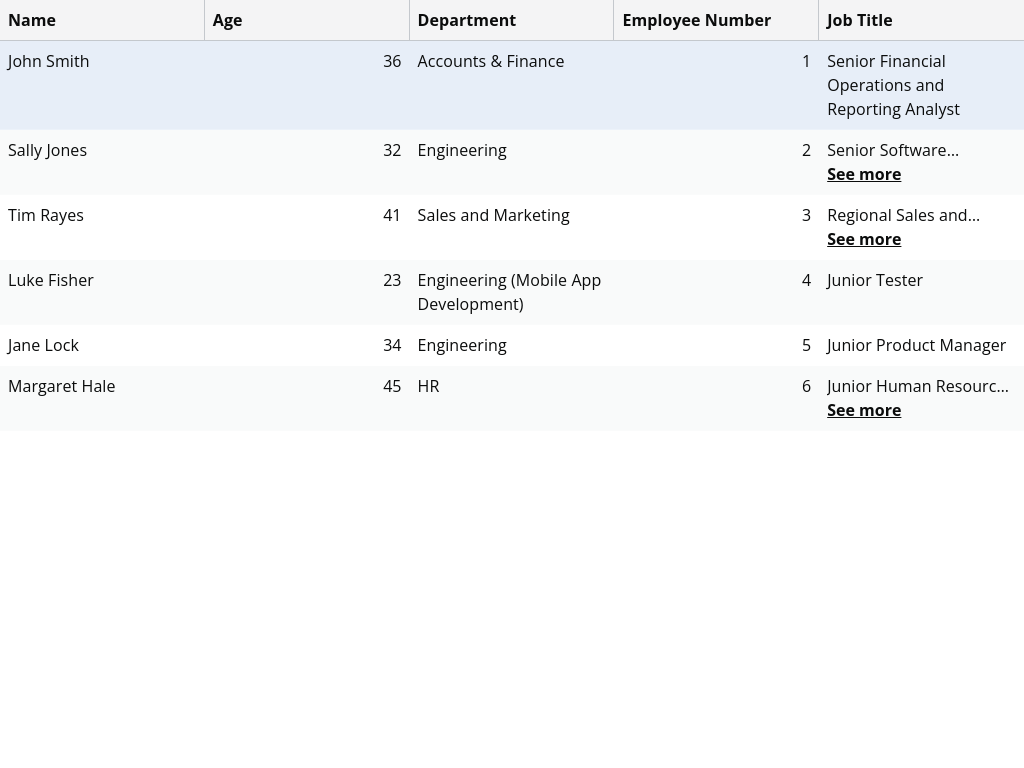 Name Age Department Employee Number Job Title
John Smith 36 Accounts & Finance 1 Senior Financial
Operations and
Reporting Analyst
Sally Jones 32 Engineering 2 Senior Software...
See more
Tim Rayes 41 Sales and Marketing 3 Regional Sales and...
See more
Luke Fisher 23 Engineering (Mobile App 4 Junior Tester
Development)
Jane Lock 34 Engineering 5 Junior Product Manager
Margaret Hale 45 HR 6 Junior Human Resourc...
See more